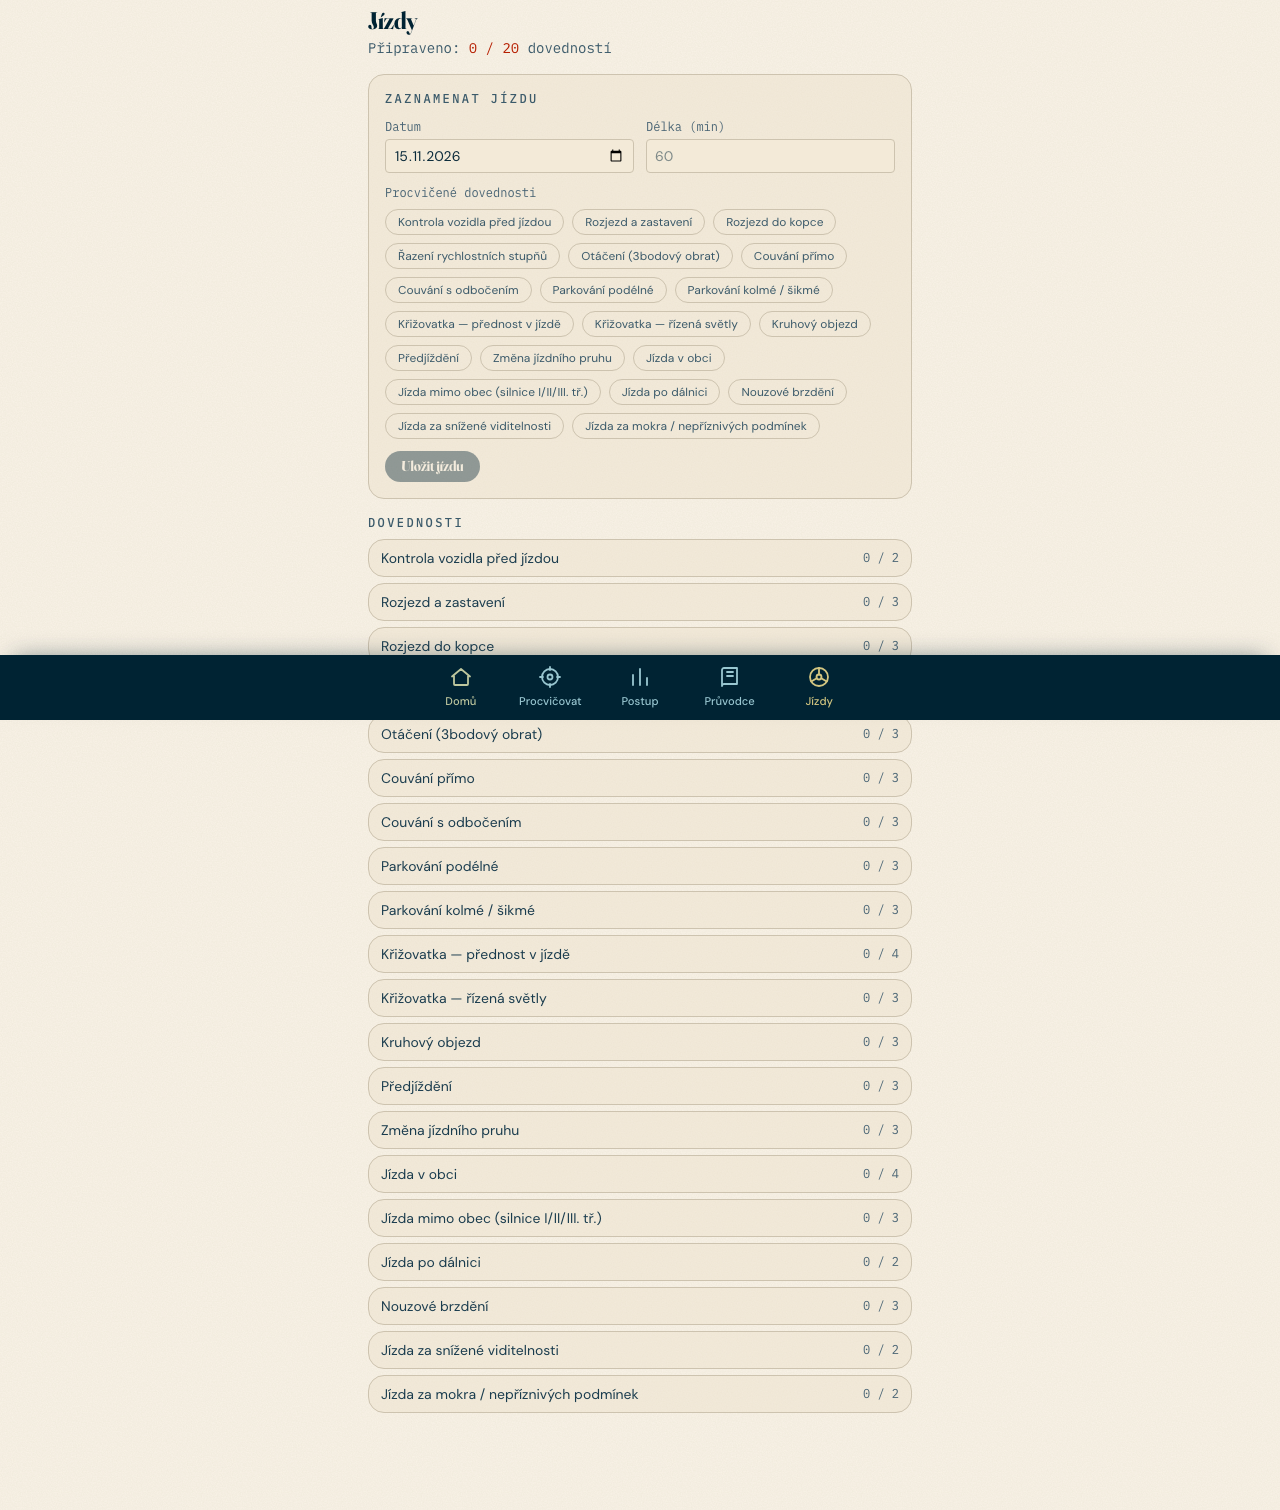 Jízdy
Připraveno: 0 / 20 dovedností
ZAZNAMENAT JÍZDU
Datum Délka (min)
15.11.2026 60
Procvičené dovednosti
Kontrola vozidla před jízdou Rozjezd a zastavení Rozjezd do kopce
Řazení rychlostních stupňů Otáčení (3bodový obrat) Couvání přímo
Couvání s odbočením Parkování podélné Parkování kolmé / šikmé
Křižovatka — přednost v jízdě Křižovatka — řízená světly Kruhový objezd
Předjíždění Změna jízdního pruhu Jízda v obci
Jízda mimo obec (silnice I/II/III. tř.) Jízda po dálnici Nouzové brzdění
Jízda za snížené viditelnosti Jízda za mokra / nepříznivých podmínek
Uložit jízdu
DOVEDNOSTI
Kontrola vozidla před jízdou 0 / 2
Rozjezd a zastavení 0 / 3
Rozjezd do kopce 0 / 3
Domů Procvičovat Postup Průvodce Jízdy
Otáčení (3bodový obrat) 0 / 3
Couvání přímo 0 / 3
Couvání s odbočením 0 / 3
Parkování podélné 0 / 3
Parkování kolmé / šikmé 0 / 3
Křižovatka — přednost v jízdě 0 / 4
Křižovatka — řízená světly 0 / 3
Kruhový objezd 0 / 3
Předjíždění 0 / 3
Změna jízdního pruhu 0 / 3
Jízda v obci 0 / 4
Jízda mimo obec (silnice I/II/III. tř.) 0 / 3
Jízda po dálnici 0 / 2
Nouzové brzdění 0 / 3
Jízda za snížené viditelnosti 0 / 2
Jízda za mokra / nepříznivých podmínek 0 / 2